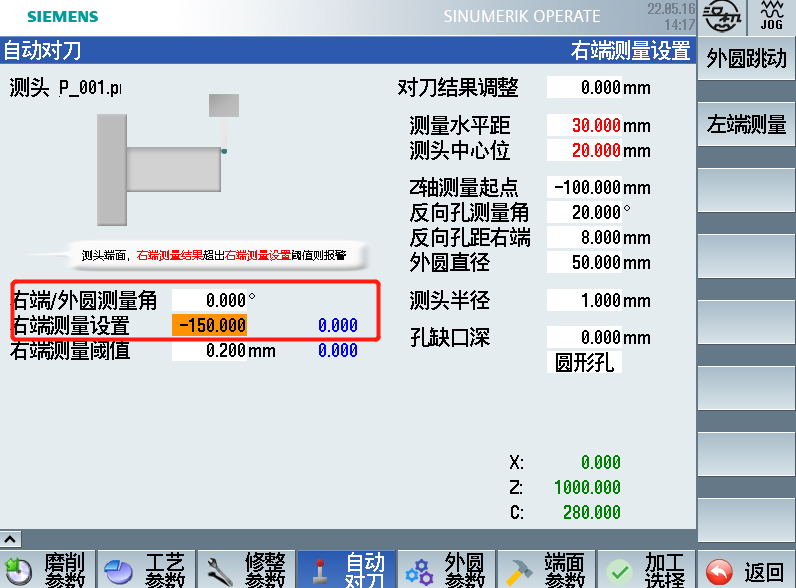 SIEMENS
SINUMERIK OPERATE
22.05.16
14:17
JOG
自动对刀
右端测量设置
外圆跳动
测头 P_001.p
对刀结果调整 0.000mm
测量水平距 30.000mm
左端测量
测头中心位 20.000mm
Z轴测量起点 -100.000mm
反向孔测量角 20.000°
反向孔距右端 8.000mm
测头端面，右端测量结果超出右端测量设置阈值则报警
外圆直径 50.000mm
右端/外圆测量角 0.000°
测头半径 1.000mm
右端测量设置 -150.000 0.000
孔缺口深 0.000mm
右端测量阈值 0.200mm 0.000
圆形孔
X: 0.000
Z: 1000.000
C: 280.000
磨削参数
工艺参数
修整参数
自动对刀
外圆参数
端面参数
加工选择
返回